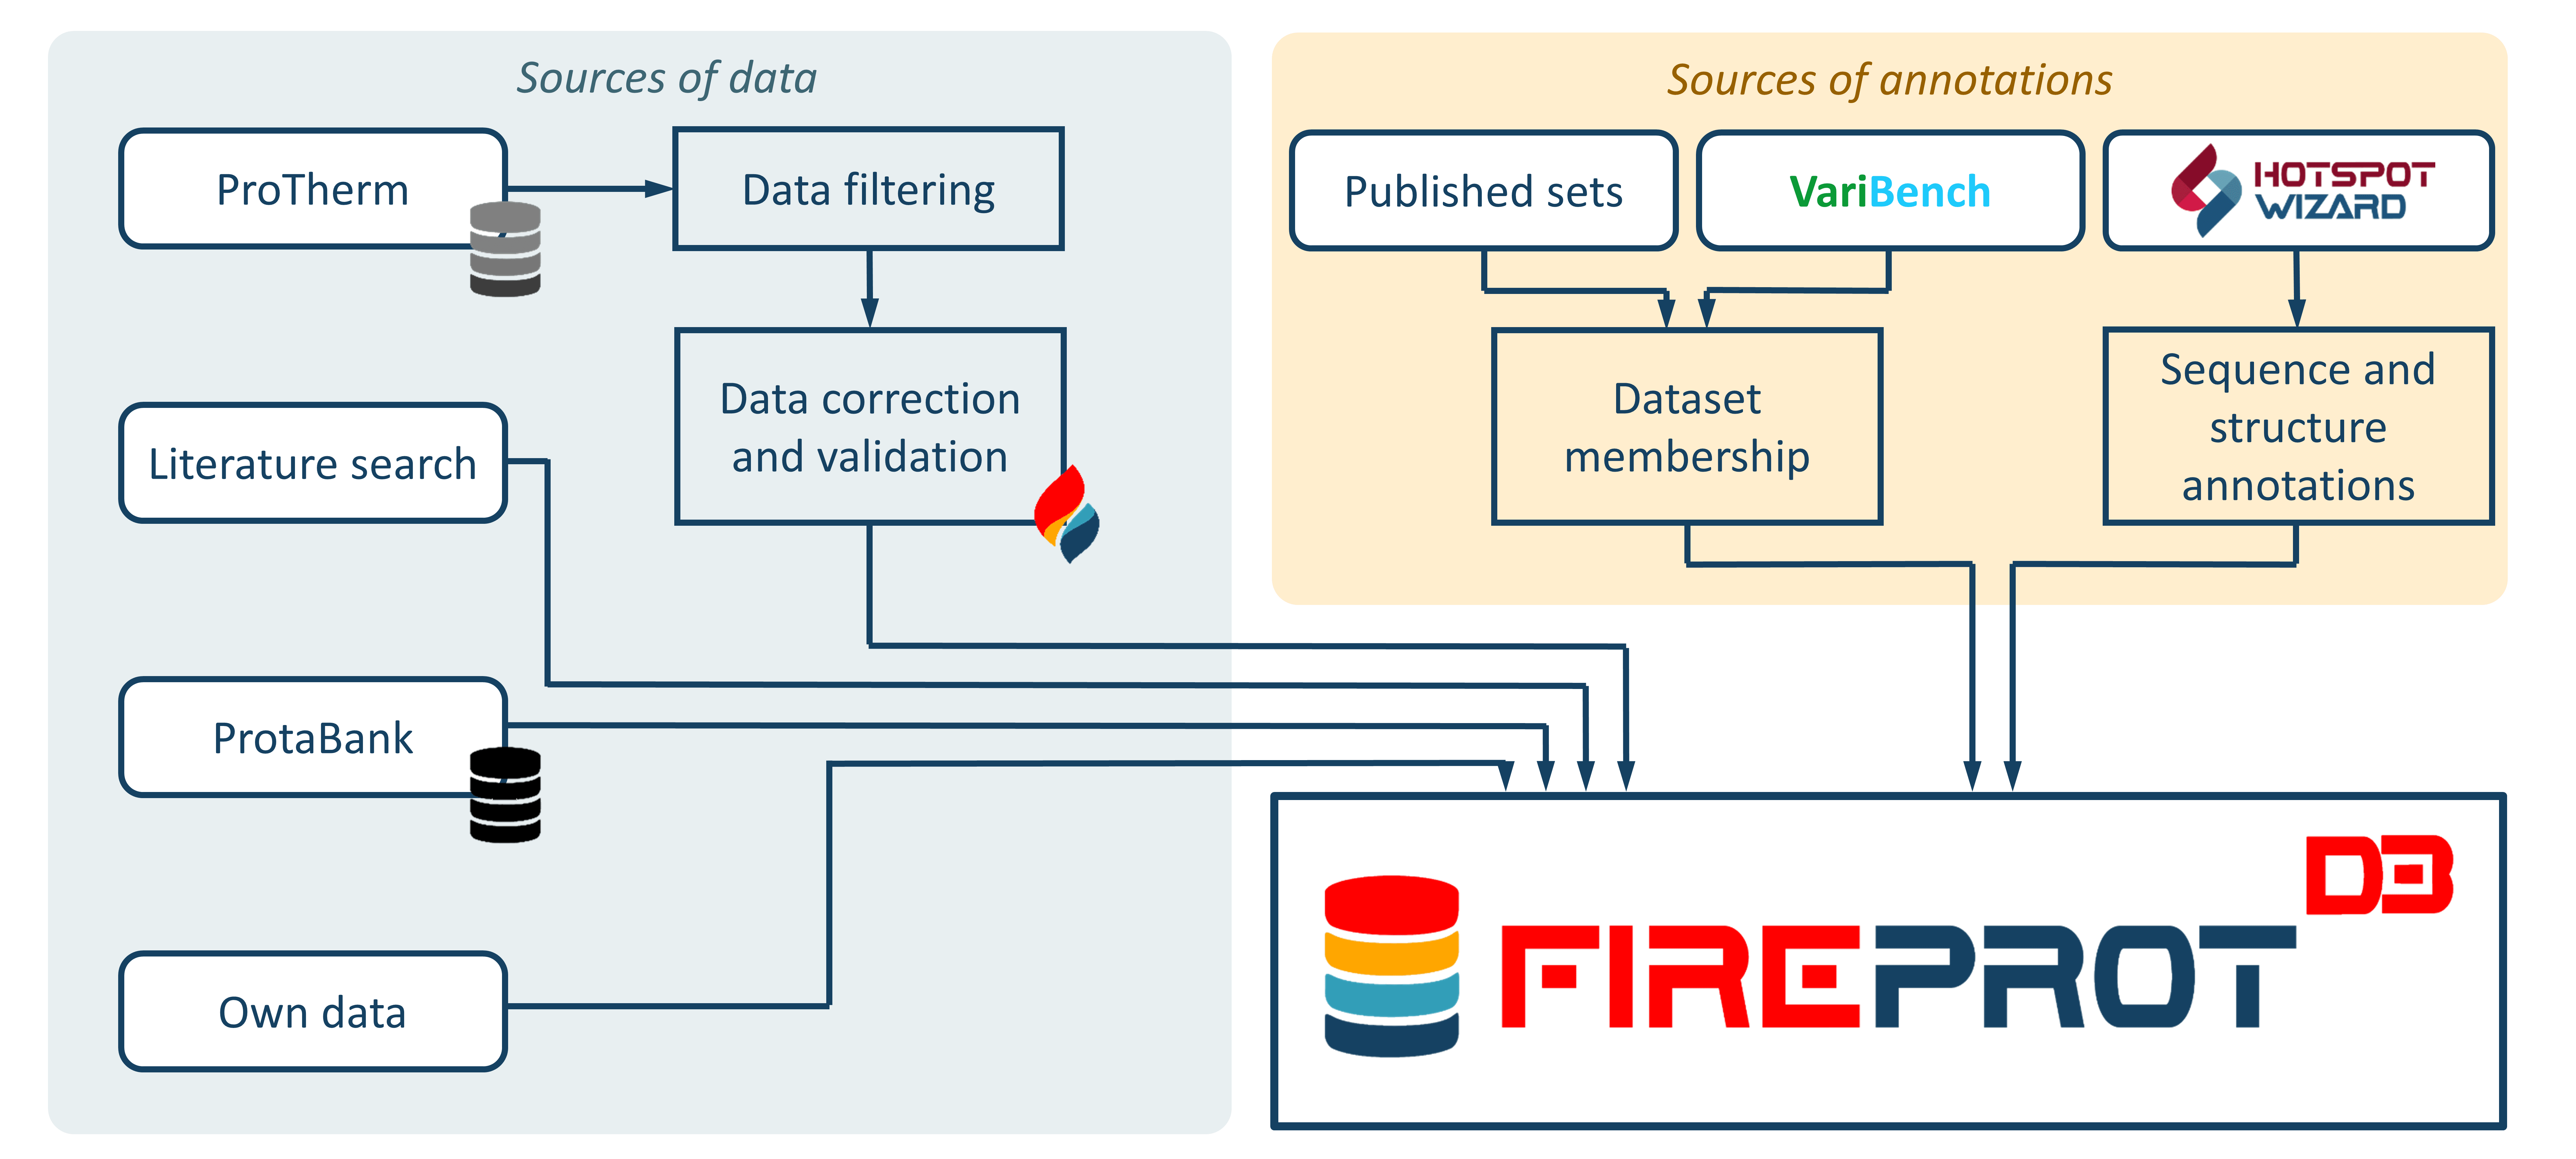 Sources of data
ProTherm
Data filtering
Data correction
and validation
Literature search
ProtaBank
Own data
Sources of annotations
Published sets
VariBench
HOTSPOT
WIZARD
Dataset
membership
Sequence and
structure
annotations
FIREPROT DB